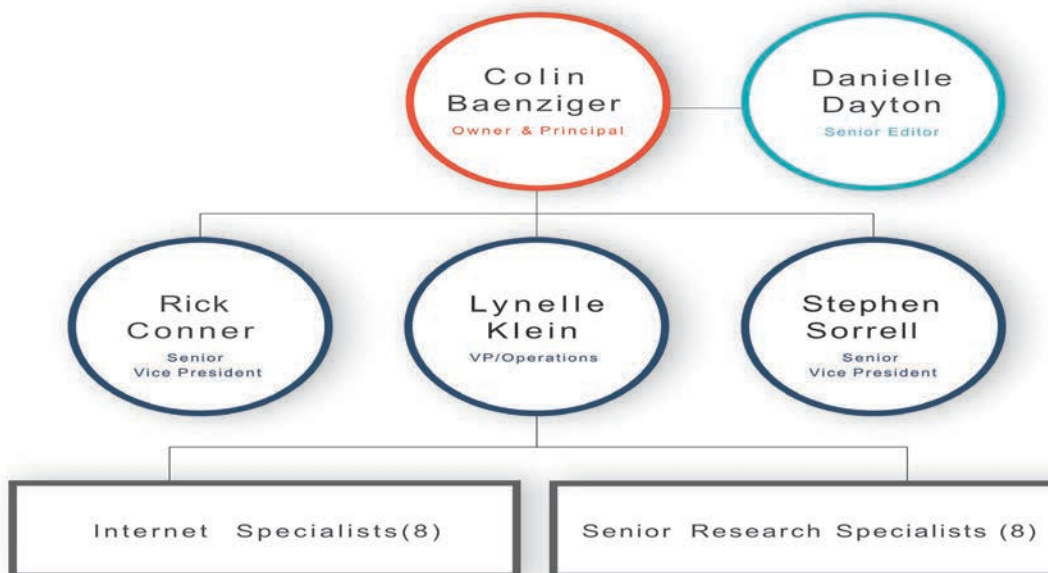 Colin
Baenziger
Owner & Principal
Danielle
Dayton
Senior Editor
Rick
Conner
Senior
Vice President
Lynelle
Klein
VP/Operations
Stephen
Sorrell
Senior
Vice President
Internet Specialists(8)
Senior Research Specialists (8)